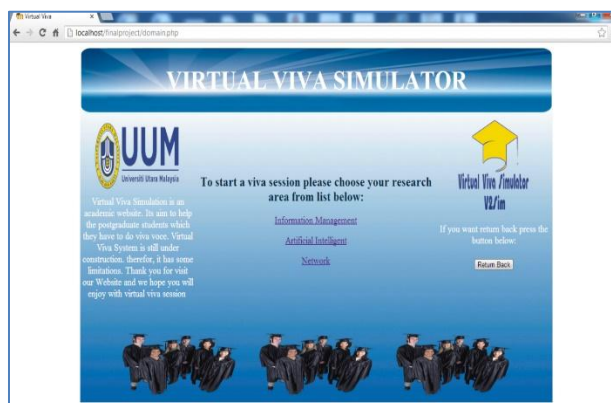 Virtual Viva
localhost/finalproject/domain.php
VIRTUAL VIVA SIMULATOR
UUM
Universiti Utara Malaysia
Virtual Viva Simulation is an
academic website. Its aim to help
the postgraduate students which
they have to do viva voce. Virtual
Viva System is still under
construction. therefor, it has some
limitations. Thank you for visit
our Website and we hope you will
enjoy with virtual viva session
To start a viva session please choose your research
area from list below:
Information Management
Artificial Intelligent
Network
Virtual Viva Simulator
V2Sim
If you want return back press the
button below:
Return Back